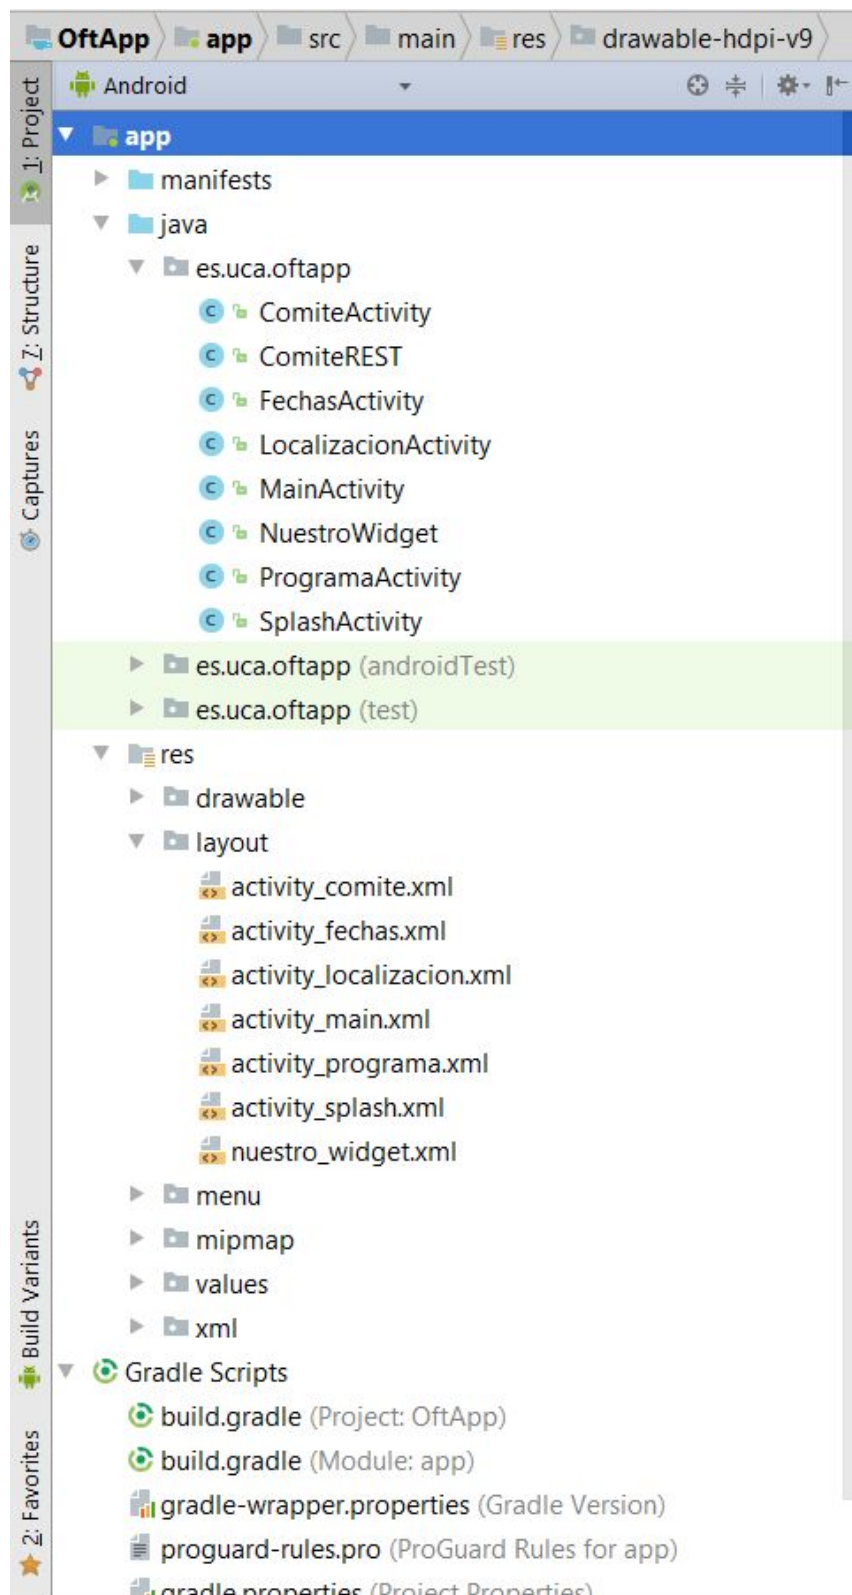 OftApp app src main res drawable-hdpi-v9
Android
1: Project
7: Structure
Captures
Build Variants
2: Favorites
app
manifests
java
es.uca.oftapp
ComiteActivity
ComiteREST
FechasActivity
LocalizacionActivity
MainActivity
NuestroWidget
ProgramaActivity
SplashActivity
es.uca.oftapp (androidTest)
es.uca.oftapp (test)
res
drawable
layout
activity_comite.xml
activity_fechas.xml
activity_localizacion.xml
activity_main.xml
activity_programa.xml
activity_splash.xml
nuestro_widget.xml
menu
mipmap
values
xml
Gradle Scripts
build.gradle (Project: OftApp)
build.gradle (Module: app)
gradle-wrapper.properties (Gradle Version)
proguard-rules.pro (ProGuard Rules for app)
gradle.properties (Project Properties)